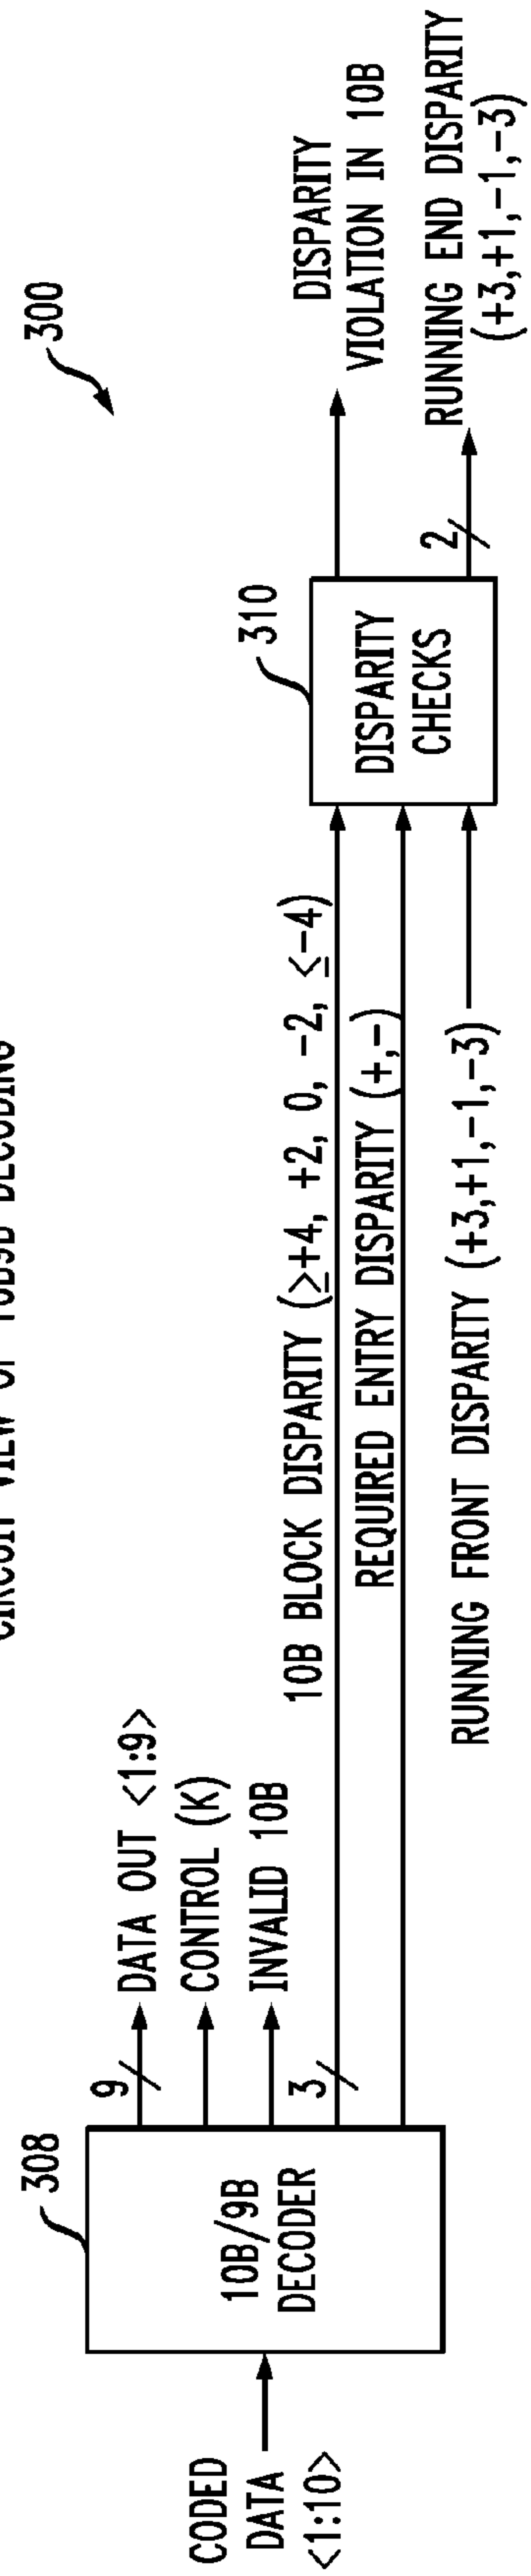 CIRCUIT VIEW OF 10B9B DECODING
300
308
CODED
DATA
<1:10>
10B/9B
DECODER
9
DATA OUT <1:9>
CONTROL (K)
INVALID 10B
3
10B BLOCK DISPARITY (≥+4, +2, 0, -2, ≤-4)
REQUIRED ENTRY DISPARITY (+,-)
RUNNING FRONT DISPARITY (+3,+1,-1,-3)
310
DISPARITY
CHECKS
DISPARITY
VIOLATION IN 10B
2
RUNNING END DISPARITY
(+3,+1,-1,-3)